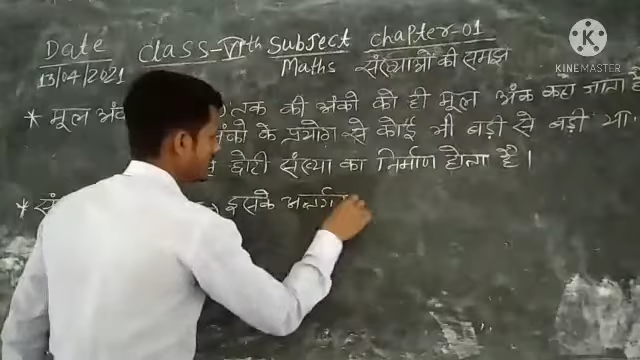 Date Class-VIth Subject Chapter-01
13/04/2021 Maths संख्याओं की समझ
* मूल अंक तक की अंको को ही मूल अंक कहा जाता है
अंको के प्रयोग से कोई भी बड़ी से बड़ी या
छोटी संख्या का निर्माण होता है।
* इसके अन्तर्गत
KINEMASTER